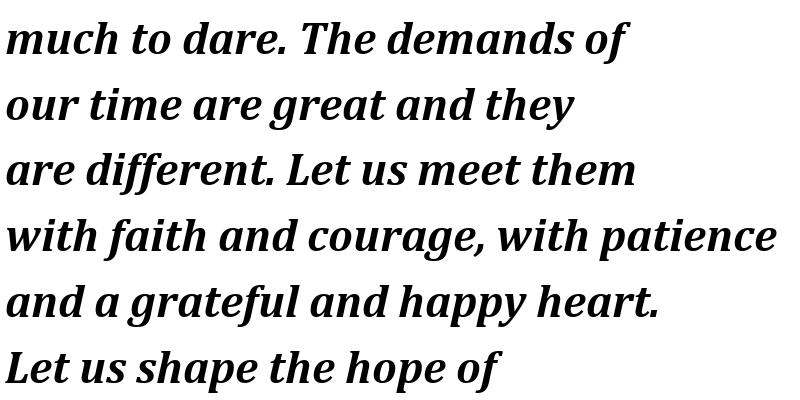 much to dare. The demands of
our time are great and they
are different. Let us meet them
with faith and courage, with patience
and a grateful and happy heart.
Let us shape the hope of